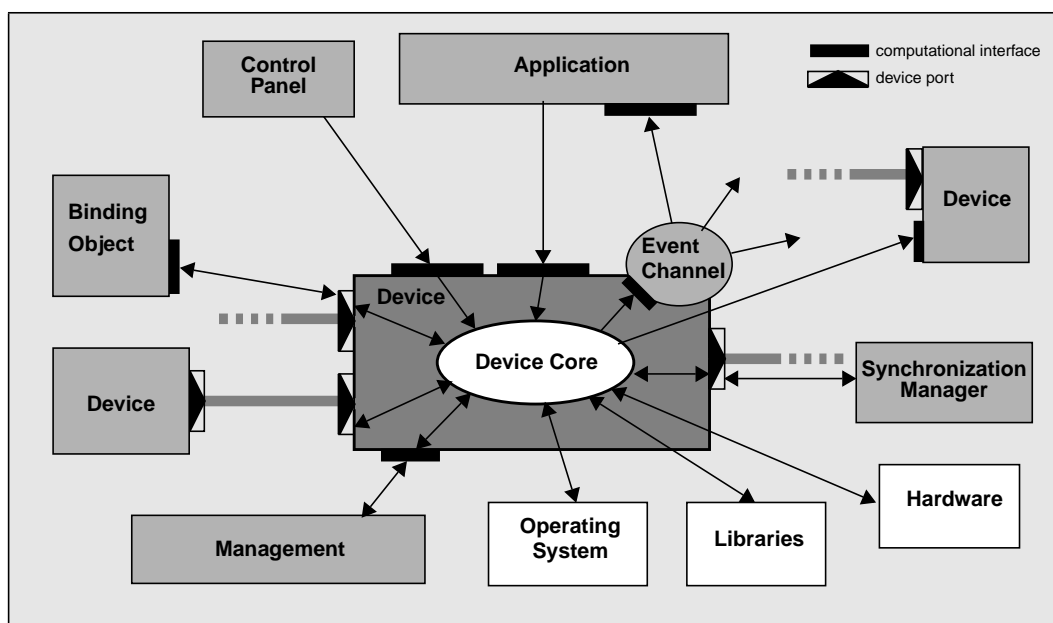 Control
Panel
Application
computational interface
device port
Binding
Object
Device
Event
Channel
Device
Device Core
Device
Synchronization
Manager
Management
Operating
System
Libraries
Hardware